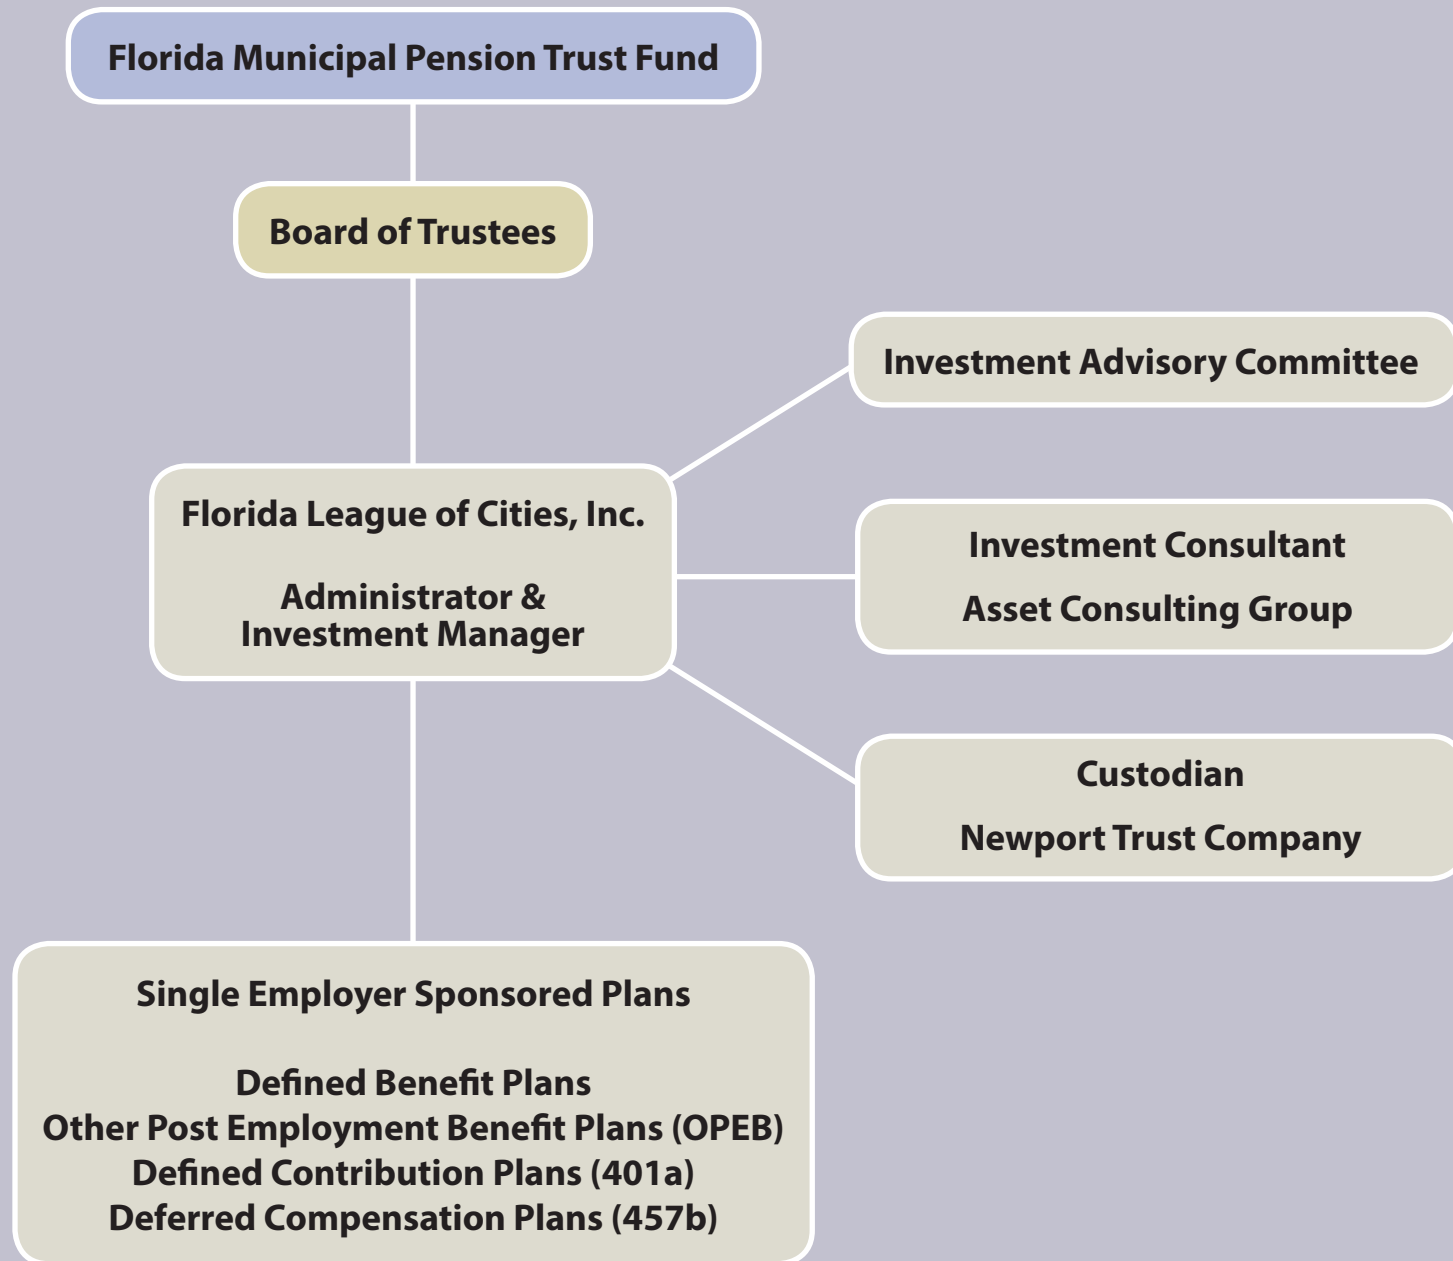 Florida Municipal Pension Trust Fund
Board of Trustees
Investment Advisory Committee
Florida League of Cities, Inc.
Administrator &
Investment Manager
Investment Consultant
Asset Consulting Group
Custodian
Newport Trust Company
Single Employer Sponsored Plans
Defined Benefit Plans
Other Post Employment Benefit Plans (OPEB)
Defined Contribution Plans (401a)
Deferred Compensation Plans (457b)